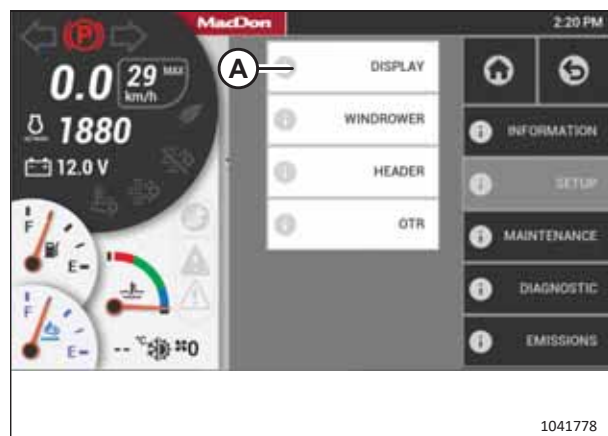 MacDon
2:20 PM
P
0.0 29 MAX
km/h
1880
12.0 V
F
E
F
E
-- °C 0
A
DISPLAY
WINDROWER
HEADER
OTR
INFORMATION
SETUP
MAINTENANCE
DIAGNOSTIC
EMISSIONS
1041778